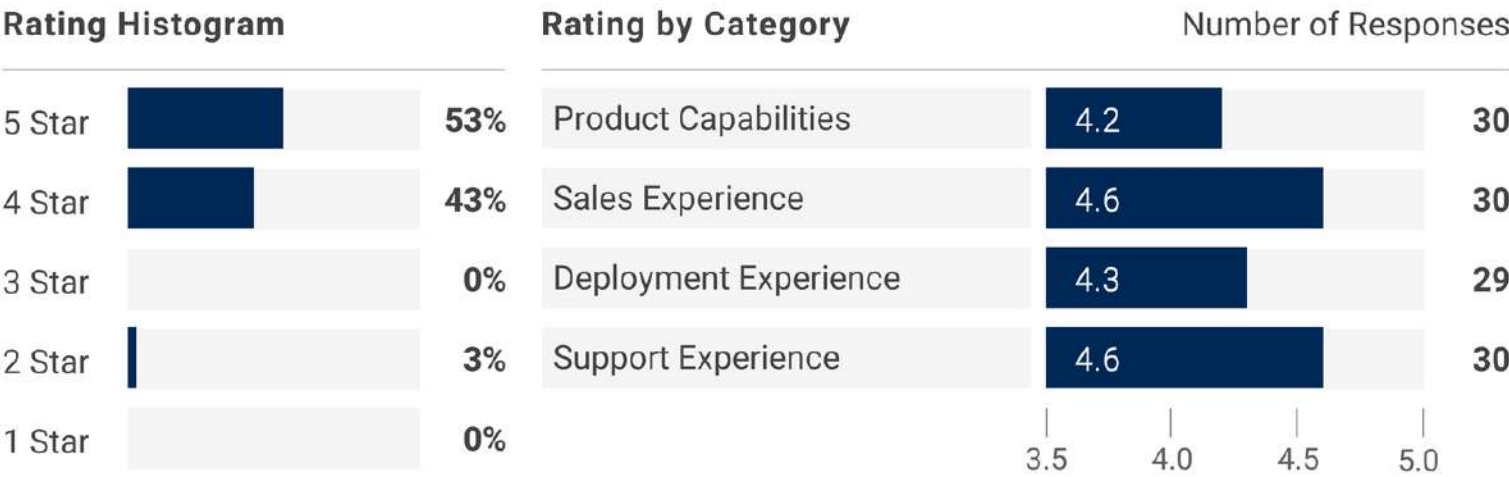 Rating Histogram
5 Star 53%
4 Star 43%
3 Star 0%
2 Star 3%
1 Star 0%
Rating by Category Number of Responses
Product Capabilities 4.2 30
Sales Experience 4.6 30
Deployment Experience 4.3 29
Support Experience 4.6 30
3.5 4.0 4.5 5.0